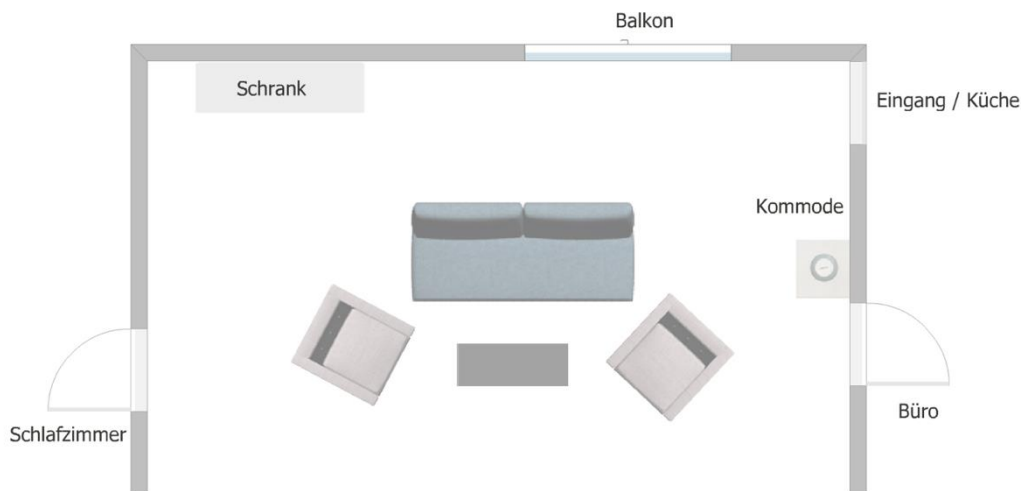 Balkon
Schrank
Eingang / Küche
Kommode
Schlafzimmer
Büro